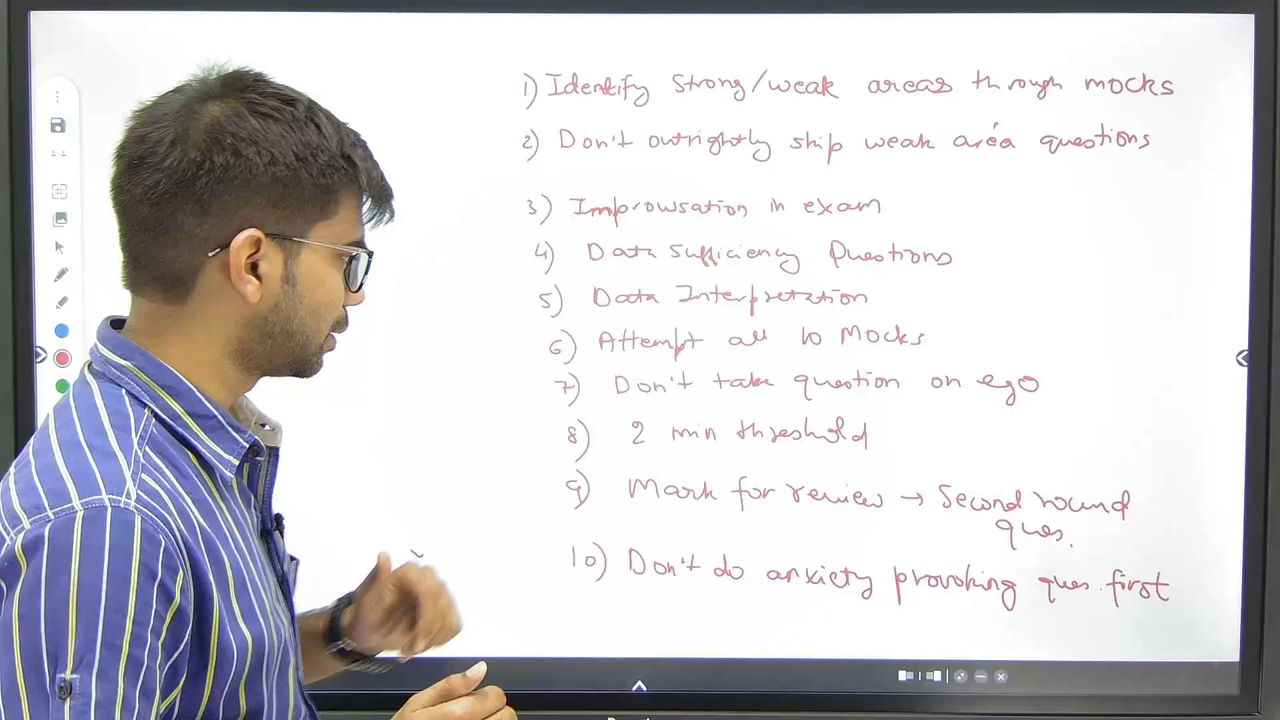 1) Identify strong/weak areas through mocks
2) Don't outrightly skip weak area questions
3) Improvisation in exam
4) Data Sufficiency Questions
5) Data Interpretation
6) Attempt all 10 Mocks
7) Don't take question on ego
8) 2 min threshold
9) Mark for review → Second round
ques.
10) Don't do anxiety provoking ques. first